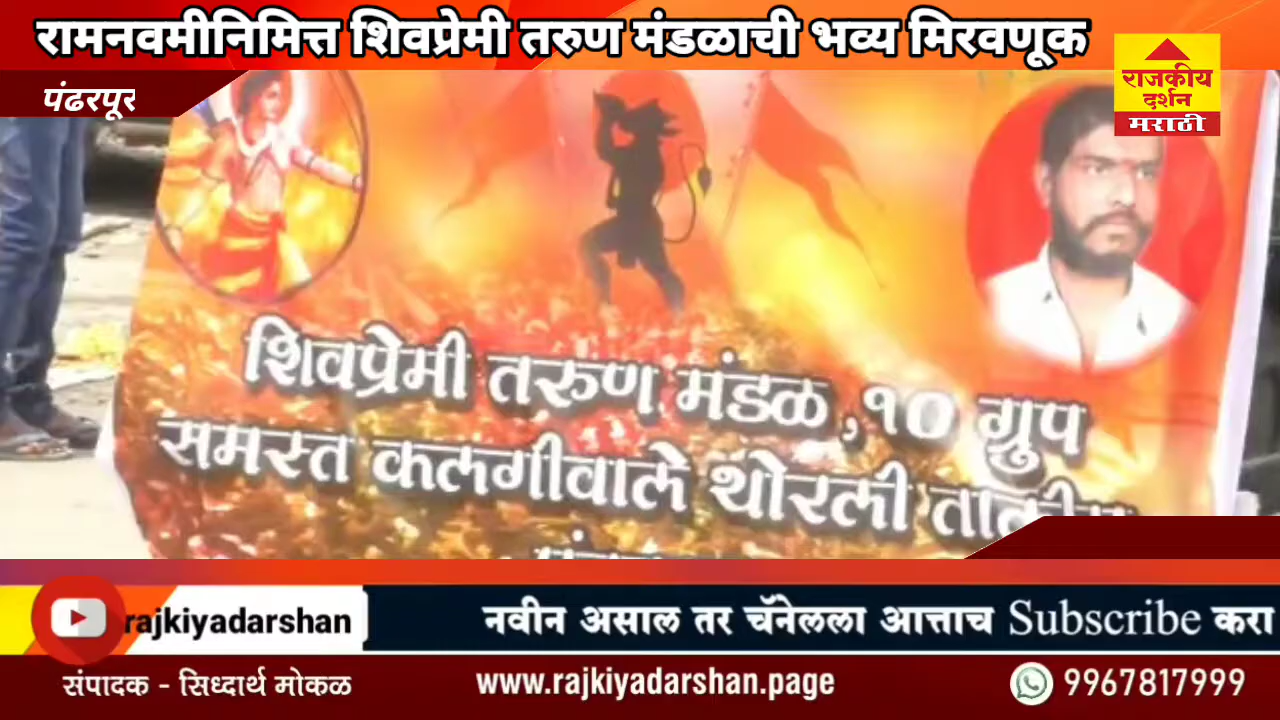 रामनवमीनिमित्त शिवप्रेमी तरुण मंडळाची भव्य मिरवणूक
पंढरपूर
राजकीय
दर्शन
मराठी
शिवप्रेमी तरुण मंडळ ,१० ग्रुप
समस्त कलगीवाले थोरली
rajkiyadarshan
नवीन असाल तर चॅनेलला आत्ताच Subscribe करा
संपादक - सिध्दार्थ मोकळ
www.rajkiyadarshan.page
9967817999